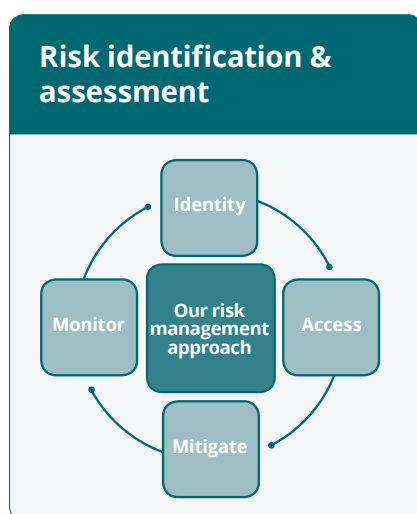 Risk identification &
assessment
Identity
Monitor
Our risk
management
approach
Access
Mitigate